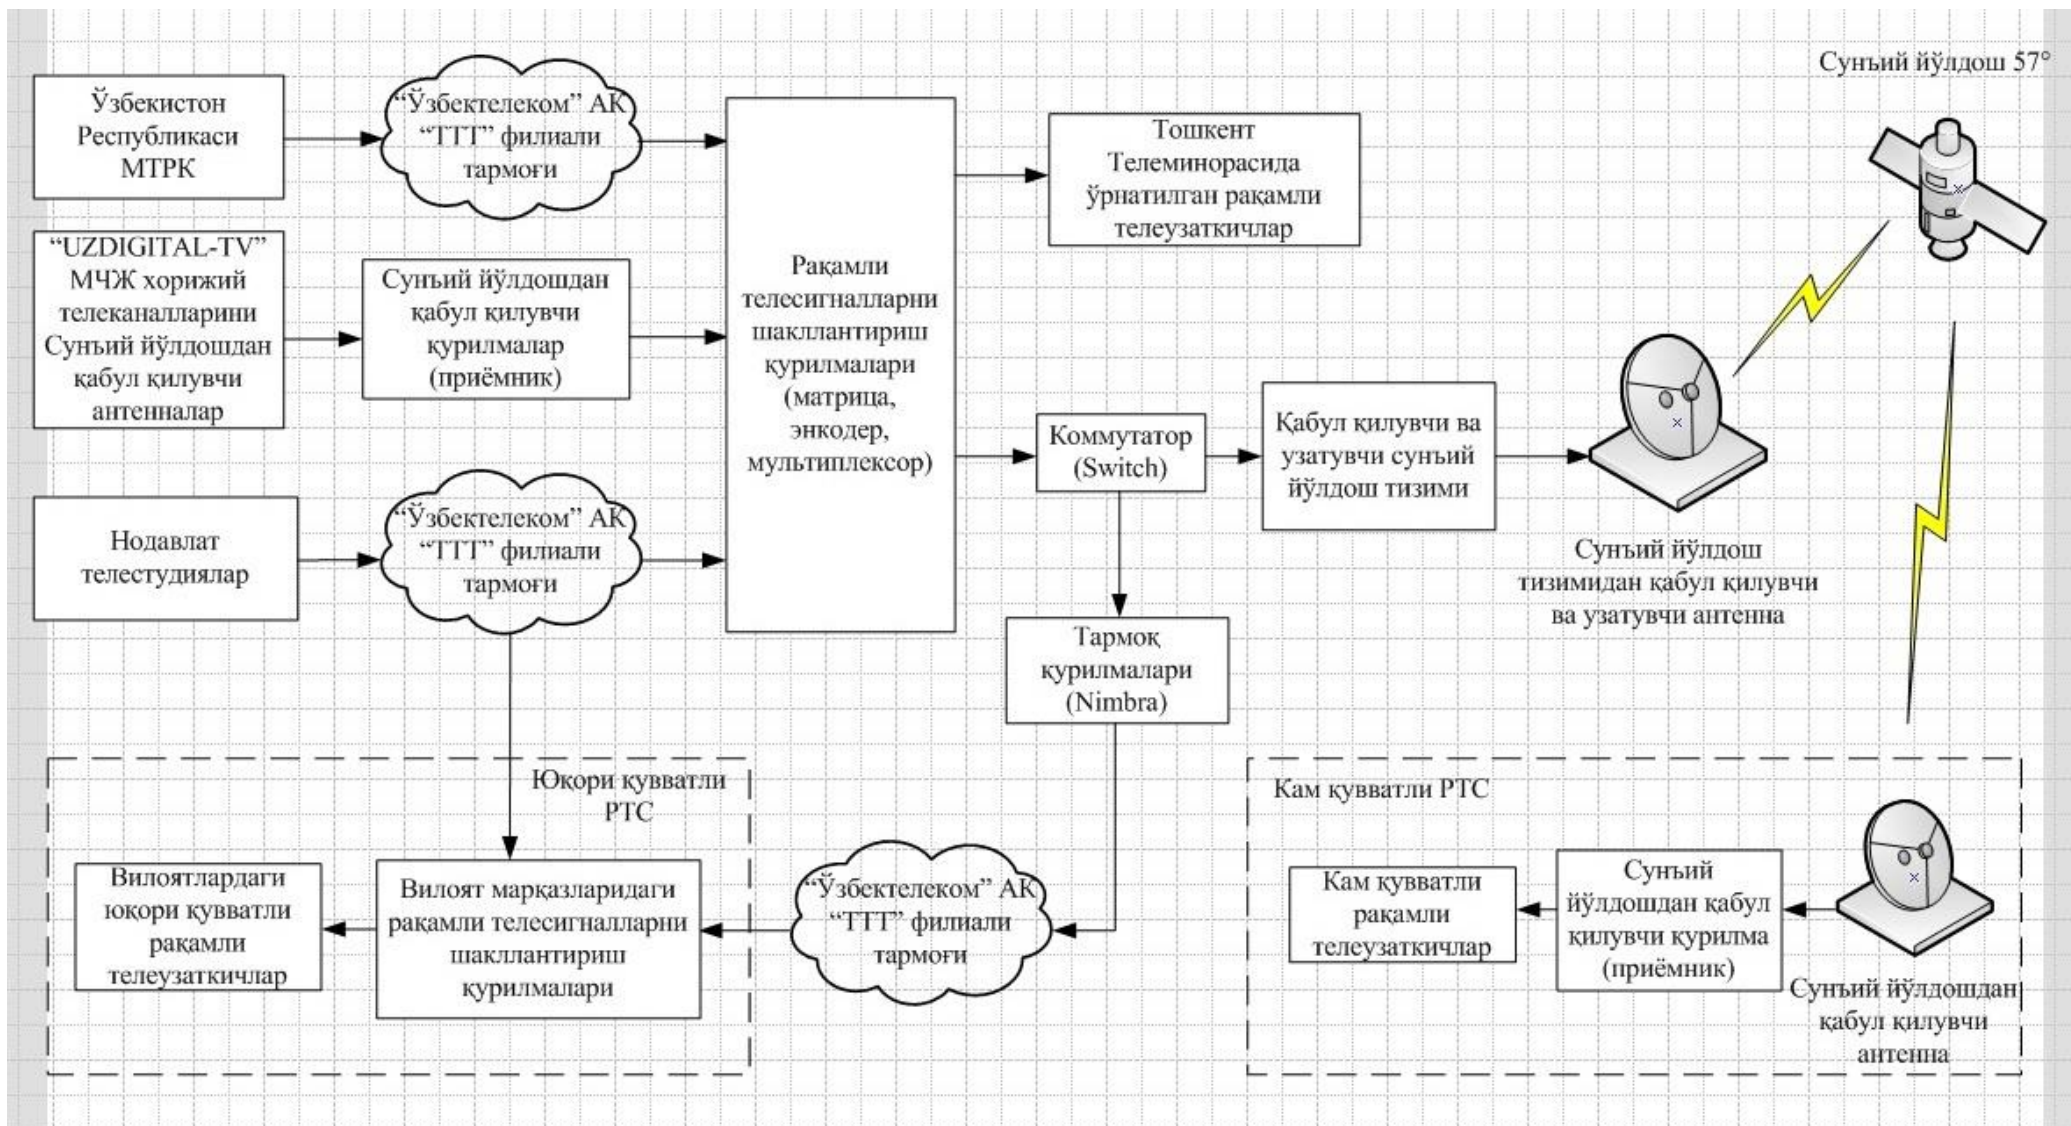 Сунъий йўлдош 57°
Ўзбекистон
Республикаси
МТРК
“Ўзбектелеком” АК
“ТТТ” филиали
тармоғи
Тошкент
Телеминорасида
ўрнатилган рақамли
телеузаткичлар
“UZDIGITAL-TV”
МЧЖ хорижий
телеканалларини
Сунъий йўлдошдан
қабул қилувчи
антенналар
Сунъий йўлдошдан
қабул қилувчи
қурилмалар
(приёмник)
Рақамли
телесигналларни
шакллантириш
қурилмалари
(матрица,
энкодер,
мультиплексор)
Коммутатор
(Switch)
Қабул қилувчи ва
узатувчи сунъий
йўлдош тизими
Сунъий йўлдош
тизимидан қабул қилувчи
ва узатувчи антенна
Нодавлат
телестудиялар
“Ўзбектелеком” АК
“ТТТ” филиали
тармоғи
Тармоқ
қурилмалари
(Nimbra)
Юқори қувватли
РТС
Вилоятлардаги
юқори қувватли
рақамли
телеузаткичлар
Вилоят марқазларидаги
рақамли телесигналларни
шакллантириш
қурилмалари
“Ўзбектелеком” АК
“ТТТ” филиали
тармоғи
Кам қувватли РТС
Кам қувватли
рақамли
телеузаткичлар
Сунъий
йўлдошдан қабул
қилувчи қурилма
(приёмник)
Сунъий йўлдошдан
қабул қилувчи
антенна